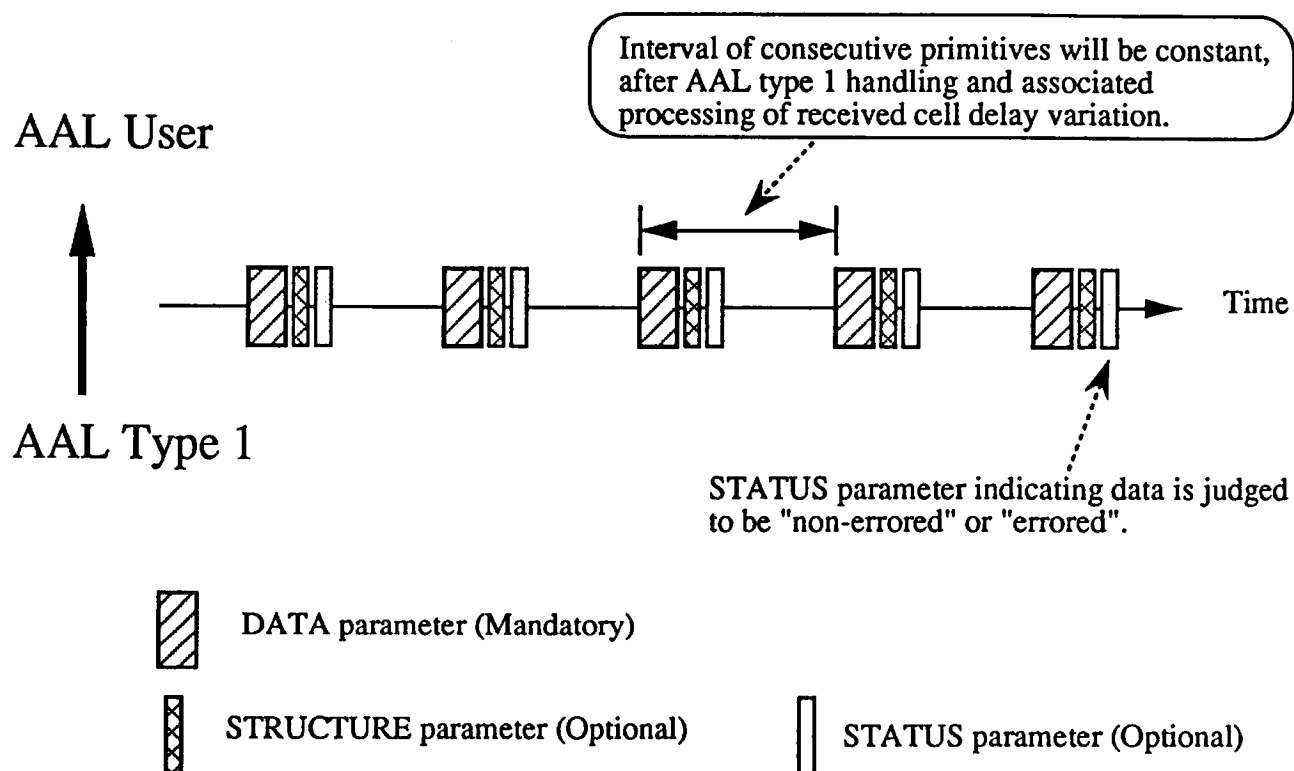 Interval of consecutive primitives will be constant,
after AAL type 1 handling and associated
processing of received cell delay variation.
AAL User
Time
AAL Type 1
STATUS parameter indicating data is judged
to be "non-errored" or "errored".
DATA parameter (Mandatory)
STRUCTURE parameter (Optional)
STATUS parameter (Optional)